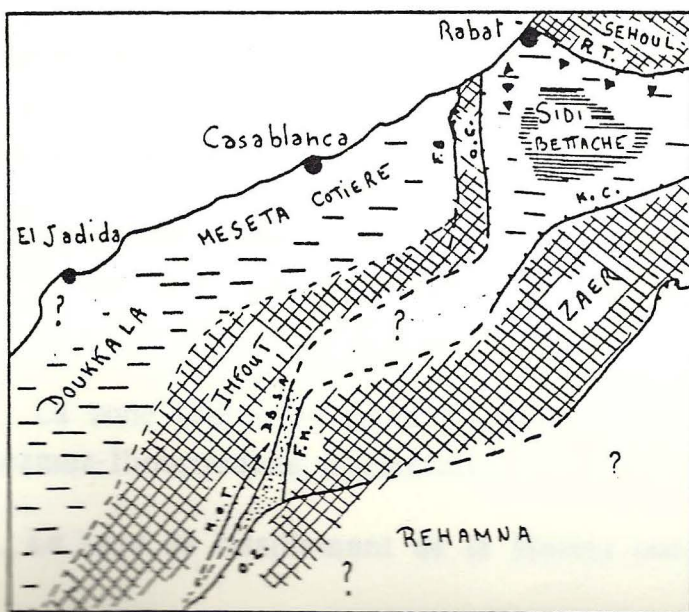 Rabat
SEHOUL
R.T.
SIDI
BETTACHE
Casablanca
F.B
O.C.
K.C.
MESETA COTIERE
El Jadida
?
ZAER
?
DOUKKALA
IMFOUT
F.M.
M.O.T.
O.E.
?
REHAMNA
?